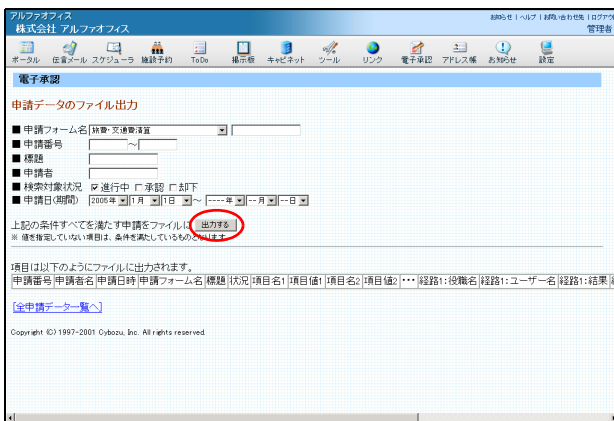 アルファオフィス
お知らせ | ヘルプ | お問い合わせ先 | ログアウ
株式会社 アルファオフィス
管理者
ポータル 伝言メール スケジューラ 施設予約 ToDo 掲示板 キャビネット ツール リンク 電子承認 アドレス帳 お知らせ 設定
電子承認
申請データのファイル出力
■ 申請フォーム名 旅費・交通費清算
■ 申請番号 ～
■ 標題
■ 申請者
■ 検索対象状況 進行中 承認 却下
■ 申請日(期間) 2005年 1月 1日 ～ ----年 --月 --日
上記の条件すべてを満たす申請をファイルに 出力する
※ 値を指定していない項目は、条件を満たしているものとなります。
項目は以下のようにファイルに出力されます。
申請番号 申請者名 申請日時 申請フォーム名 標題 状況 項目名1 項目値1 項目名2 項目値2 ••• 経路1:役職名 経路1:ユーザー名 経路1:結果
[全申請データ一覧へ]
Copyright (C) 1997-2001 Cybozu, Inc. All rights reserved.